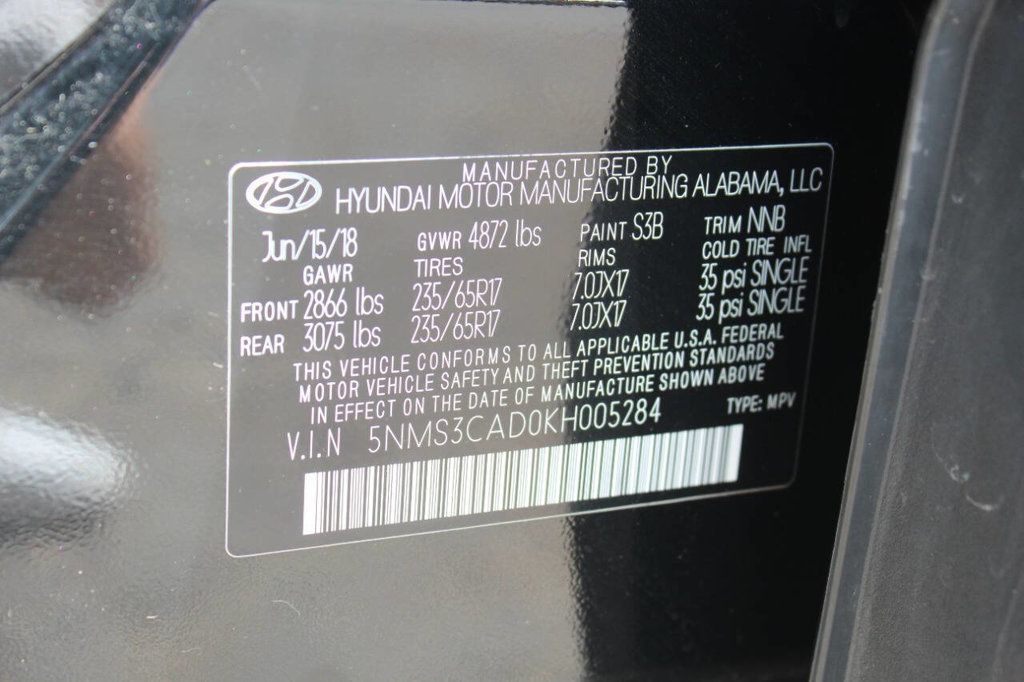 MANUFACTURED BY
HYUNDAI MOTOR MANUFACTURING ALABAMA, LLC
Jun/15/18 GVWR 4872 lbs PAINT S3B TRIM NNB
GAWR TIRES RIMS COLD TIRE INFL
FRONT 2866 lbs 235/65R17 7.0JX17 35 psi SINGLE
REAR 3075 lbs 235/65R17 7.0JX17 35 psi SINGLE
THIS VEHICLE CONFORMS TO ALL APPLICABLE U.S.A. FEDERAL
MOTOR VEHICLE SAFETY AND THEFT PREVENTION STANDARDS
IN EFFECT ON THE DATE OF MANUFACTURE SHOWN ABOVE
V.I.N 5NMS3CAD0KH005284 TYPE: MPV